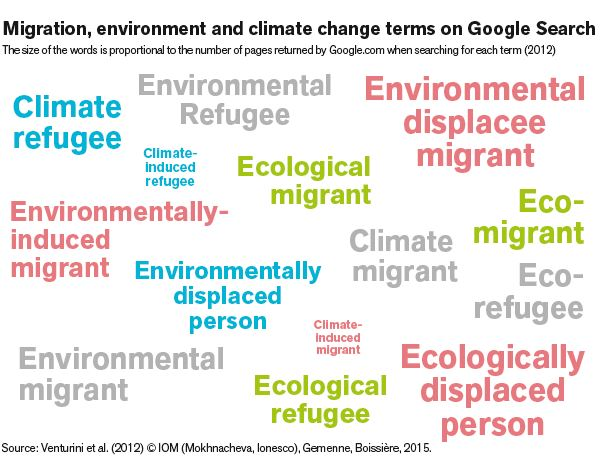 Migration, environment and climate change terms on Google Search
The size of the words is proportional to the number of pages returned by Google.com when searching for each term (2012)
Climate
refugee
Environmental
Refugee
Environmental
displacee
migrant
Climate-
induced
refugee
Ecological
migrant
Environmentally-
induced
migrant
Eco-
migrant
Climate
migrant
Environmentally
displaced
person
Eco-
refugee
Climate-
induced
migrant
Environmental
migrant
Ecological
refugee
Ecologically
displaced
person
Source: Venturini et al. (2012) © IOM (Mokhnacheva, Ionesco), Gemenne, Boissière, 2015.